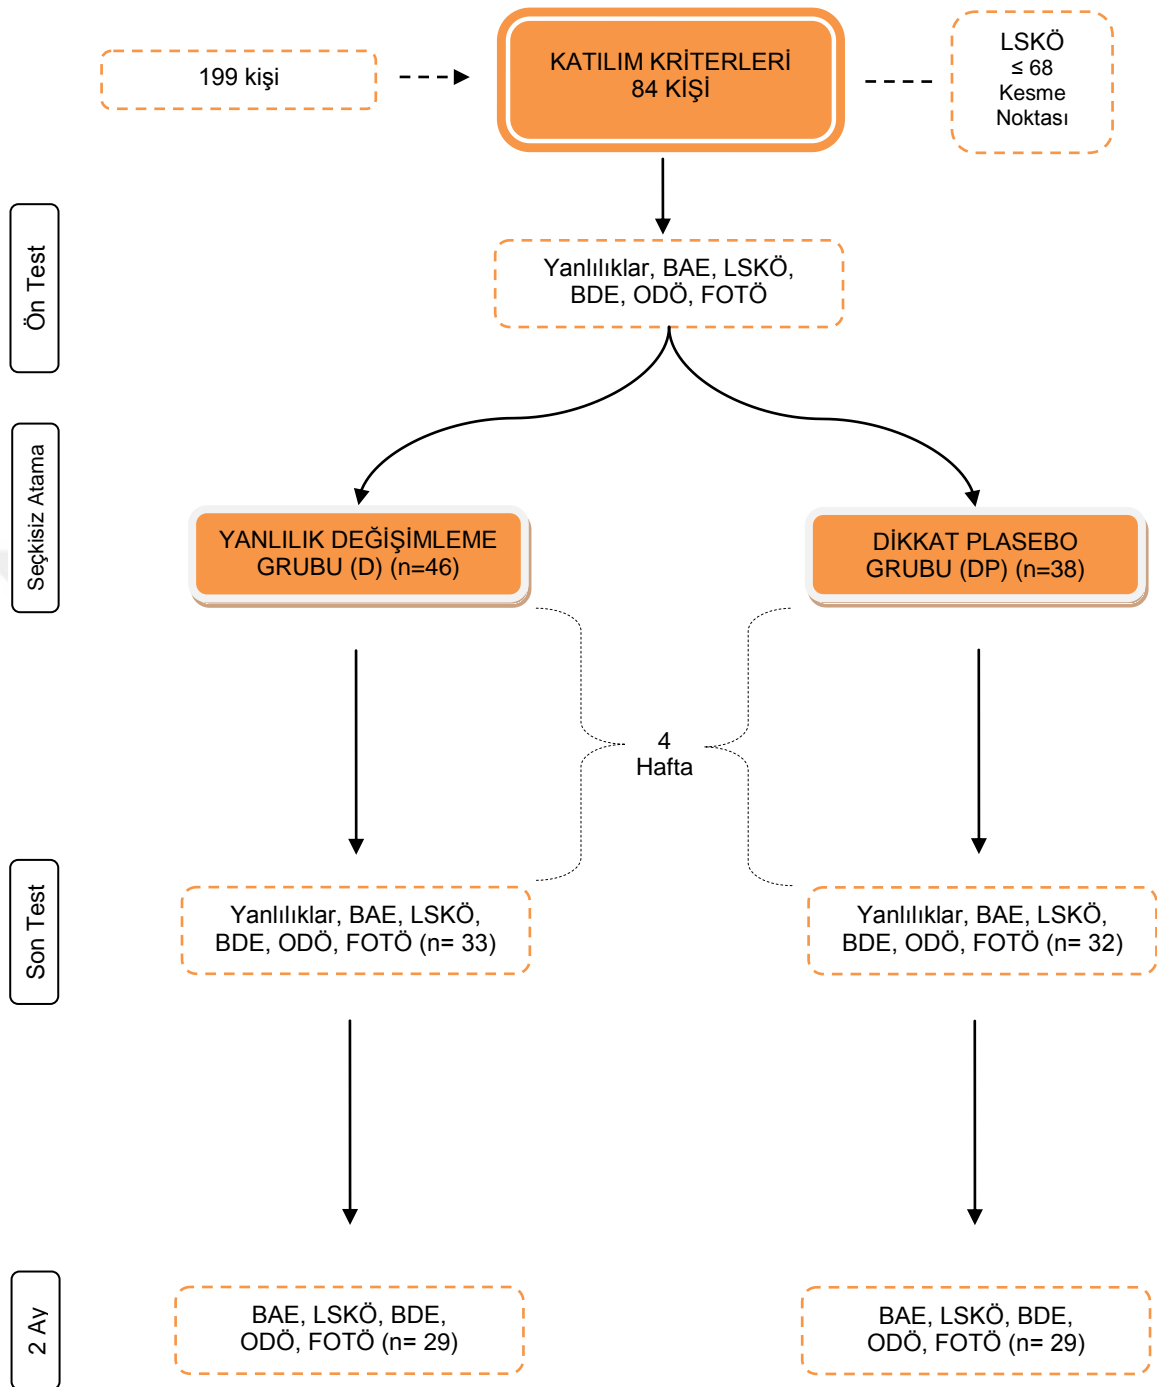 199 kişi
KATILIM KRİTERLERİ
84 KİŞİ
LSKÖ
≤ 68
Kesme
Noktası
Ön Test
Yanlılıklar, BAE, LSKÖ,
BDE, ODÖ, FOTÖ
Seçkisiz Atama
YANLILIK DEĞİŞİMLEME
GRUBU (D) (n=46)
DİKKAT PLASEBO
GRUBU (DP) (n=38)
4
Hafta
Son Test
Yanlılıklar, BAE, LSKÖ,
BDE, ODÖ, FOTÖ (n= 33)
Yanlılıklar, BAE, LSKÖ,
BDE, ODÖ, FOTÖ (n= 32)
2 Ay
BAE, LSKÖ, BDE,
ODÖ, FOTÖ (n= 29)
BAE, LSKÖ, BDE,
ODÖ, FOTÖ (n= 29)